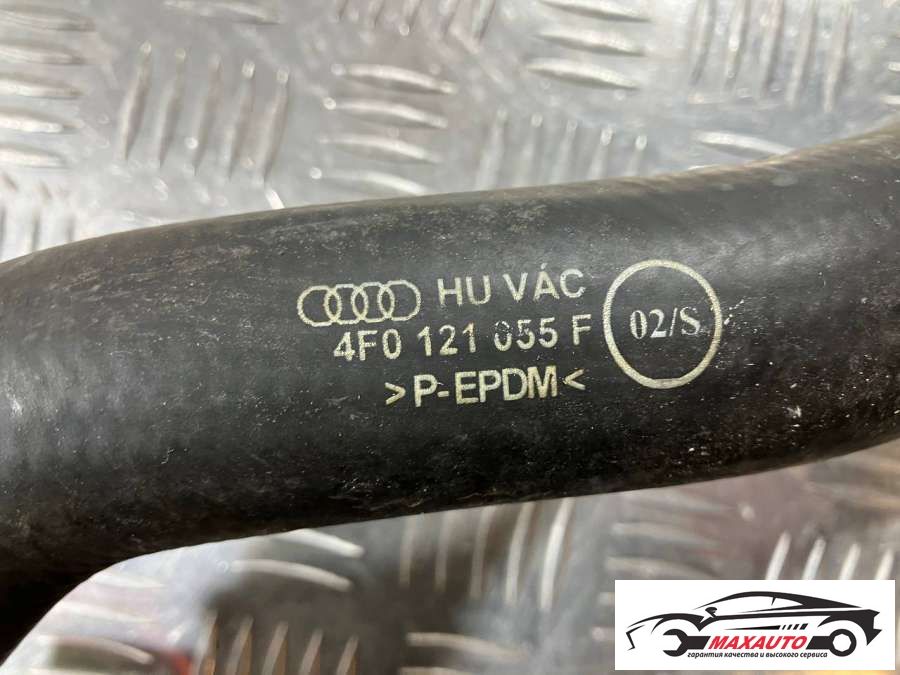 HU VÁC
4F0 121 055 F
>P-EPDM<
02/S
MAXAUTO
гарантия качества и высокого сервиса